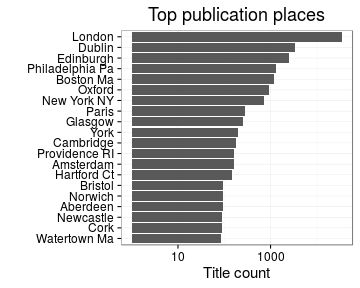 Top publication places
London
Dublin
Edinburgh
Philadelphia Pa
Boston Ma
Oxford
New York NY
Paris
Glasgow
York
Cambridge
Providence RI
Amsterdam
Hartford Ct
Bristol
Norwich
Aberdeen
Newcastle
Cork
Watertown Ma
10 1000
Title count